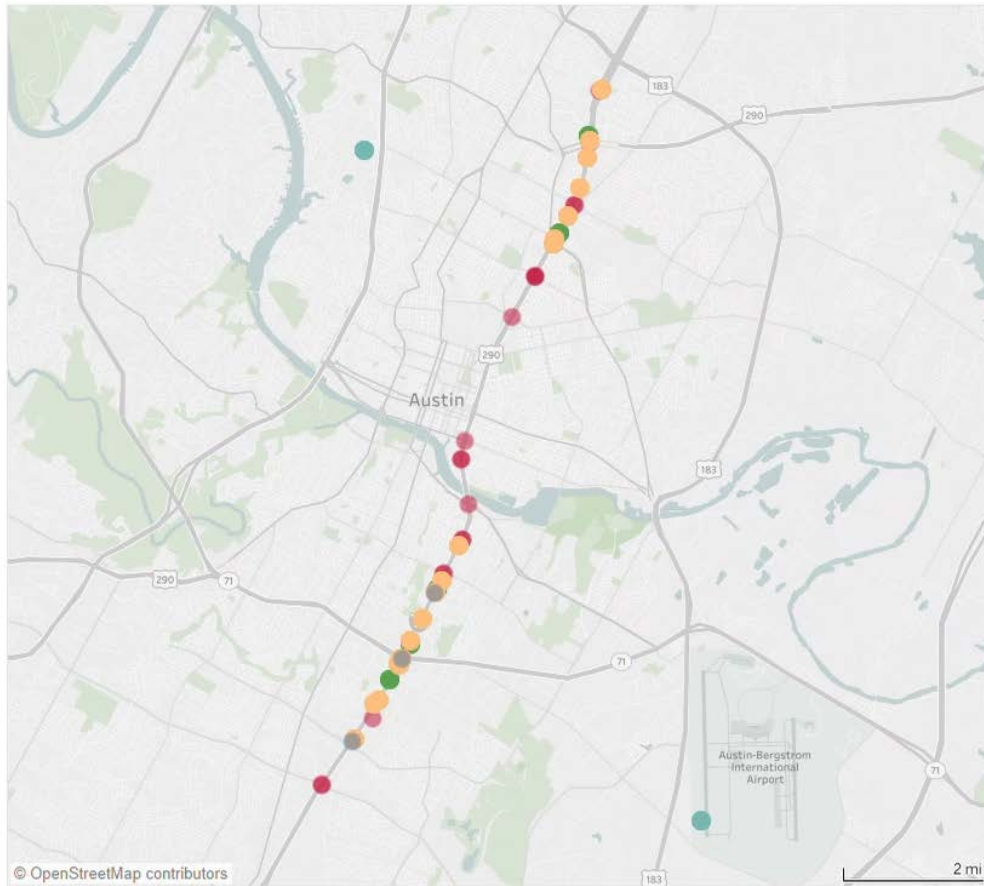 183
290
290
Austin
183
290
71
71
Austin-Bergstrom
International
Airport
71
183
2 mi
© OpenStreetMap contributors